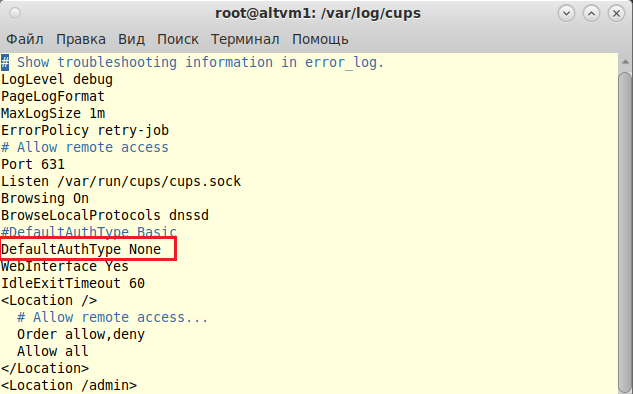 root@altvm1: /var/log/cups
Файл Правка Вид Поиск Терминал Помощь
# Show troubleshooting information in error_log.
LogLevel debug
PageLogFormat
MaxLogSize 1m
ErrorPolicy retry-job
# Allow remote access
Port 631
Listen /var/run/cups/cups.sock
Browsing On
BrowseLocalProtocols dnssd
#DefaultAuthType Basic
DefaultAuthType None
WebInterface Yes
IdleExitTimeout 60
<Location />
  # Allow remote access...
  Order allow,deny
  Allow all
</Location>
<Location /admin>